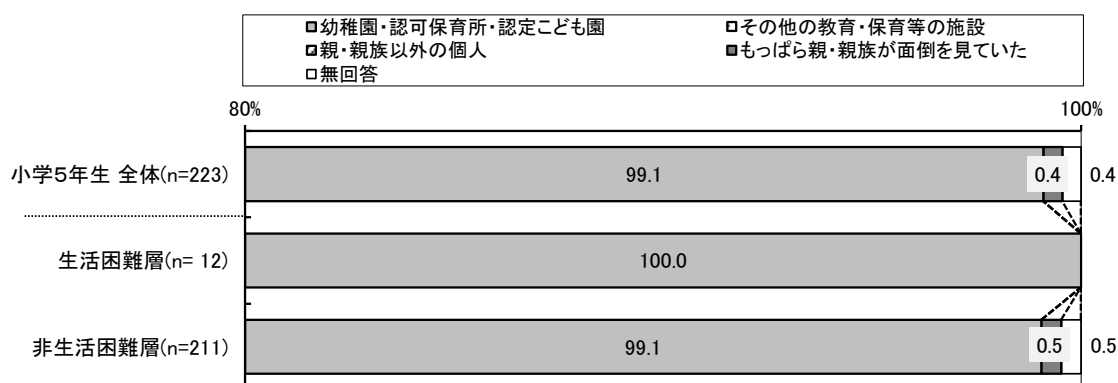 幼稚園・認可保育所・認定こども園 その他の教育・保育等の施設
親・親族以外の個人 もっぱら親・親族が面倒を見ていた
無回答
80% 100%
小学5年生 全体(n=223) 99.1 0.4 0.4
生活困難層(n= 12) 100.0
非生活困難層(n=211) 99.1 0.5 0.5